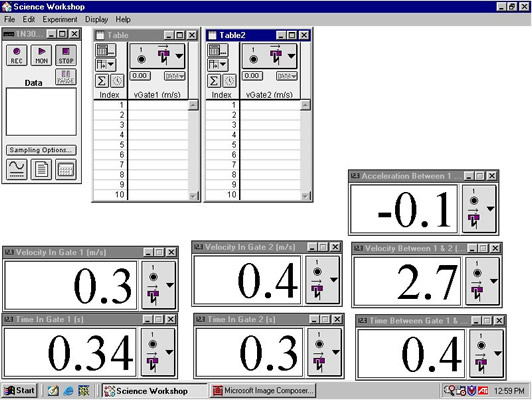 Science Workshop
File Edit Experiment Display Help
1N30...
REC MON STOP
PAUSE
Data
Sampling Options...
Table
1
0.00 DATA
Index vGate1 (m/s)
1
2
3
4
5
6
7
8
9
10
Table2
1
0.00 DATA
Index vGate2 (m/s)
1
2
3
4
5
6
7
8
9
10
Acceleration Between 1 ...
-0.1
1
Velocity In Gate 1 (m/s)
0.3
1
Velocity In Gate 2 (m/s)
0.4
1
Velocity Between 1 & 2 (...
2.7
1
Time In Gate 1 (s)
0.34
1
Time In Gate 2 (s)
0.3
1
Time Between Gate 1 & ...
0.4
1
Start Science Workshop Microsoft Image Composer... 12:59 PM